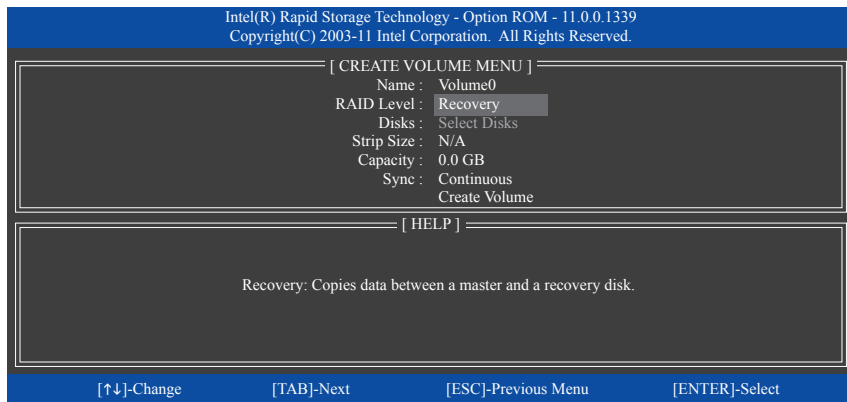 Intel(R) Rapid Storage Technology - Option ROM - 11.0.0.1339
Copyright(C) 2003-11 Intel Corporation.  All Rights Reserved.
[ CREATE VOLUME MENU ]
Name :  Volume0
RAID Level :  Recovery
Disks :  Select Disks
Strip Size :  N/A
Capacity :  0.0 GB
Sync :  Continuous
Create Volume
[ HELP ]
Recovery: Copies data between a master and a recovery disk.
[↑↓]-Change  [TAB]-Next  [ESC]-Previous Menu  [ENTER]-Select